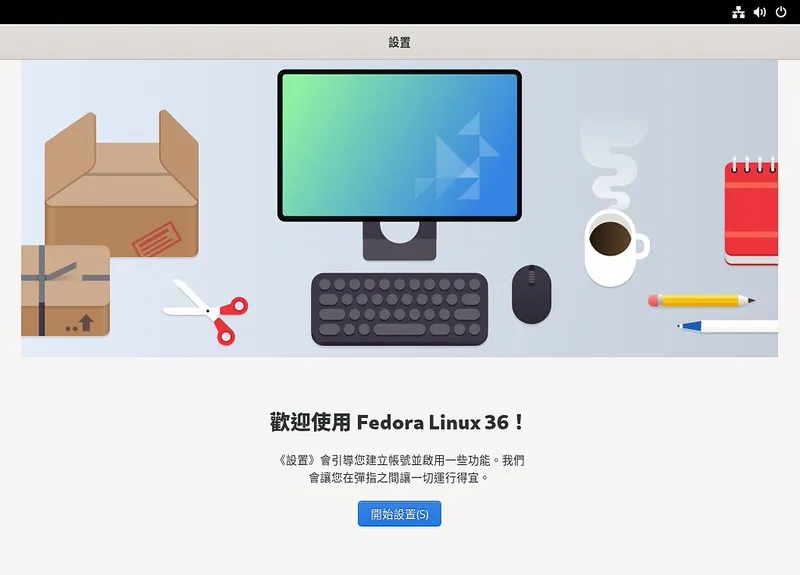 設置
歡迎使用 Fedora Linux 36！
《設置》會引導您建立帳號並啟用一些功能。我們
會讓您在彈指之間讓一切運行得宜。
開始設置(S)